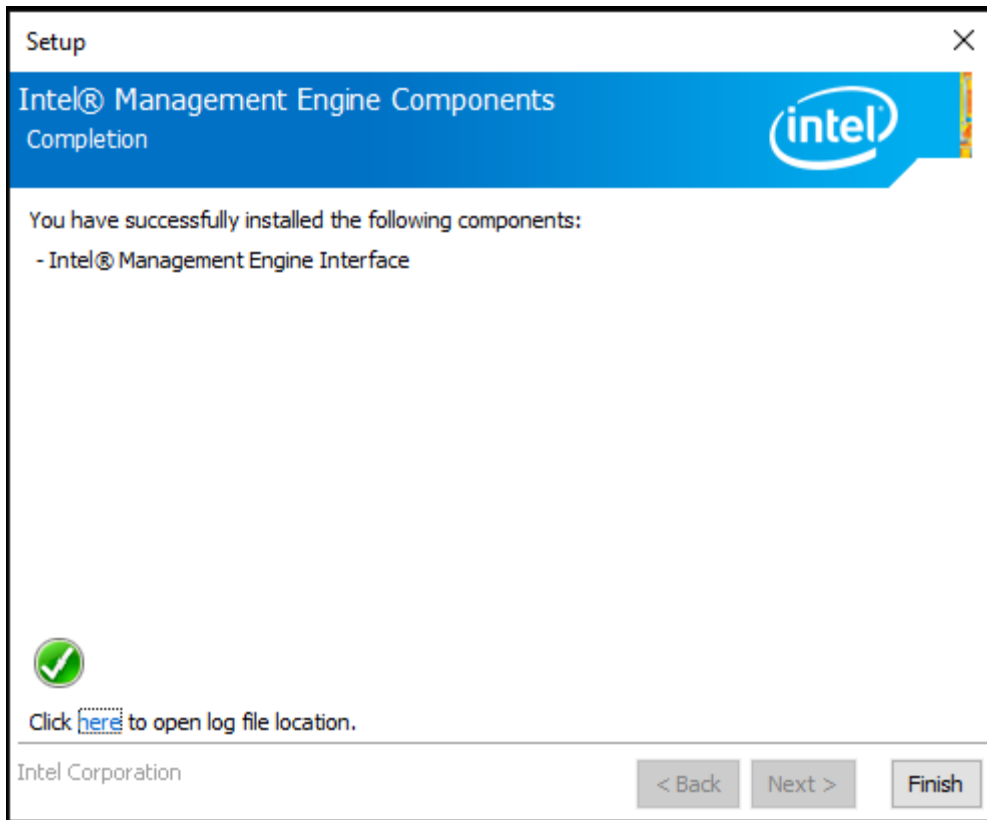 Setup
Intel® Management Engine Components
Completion
intel
You have successfully installed the following components:
- Intel® Management Engine Interface
Click here to open log file location.
Intel Corporation
< Back
Next >
Finish